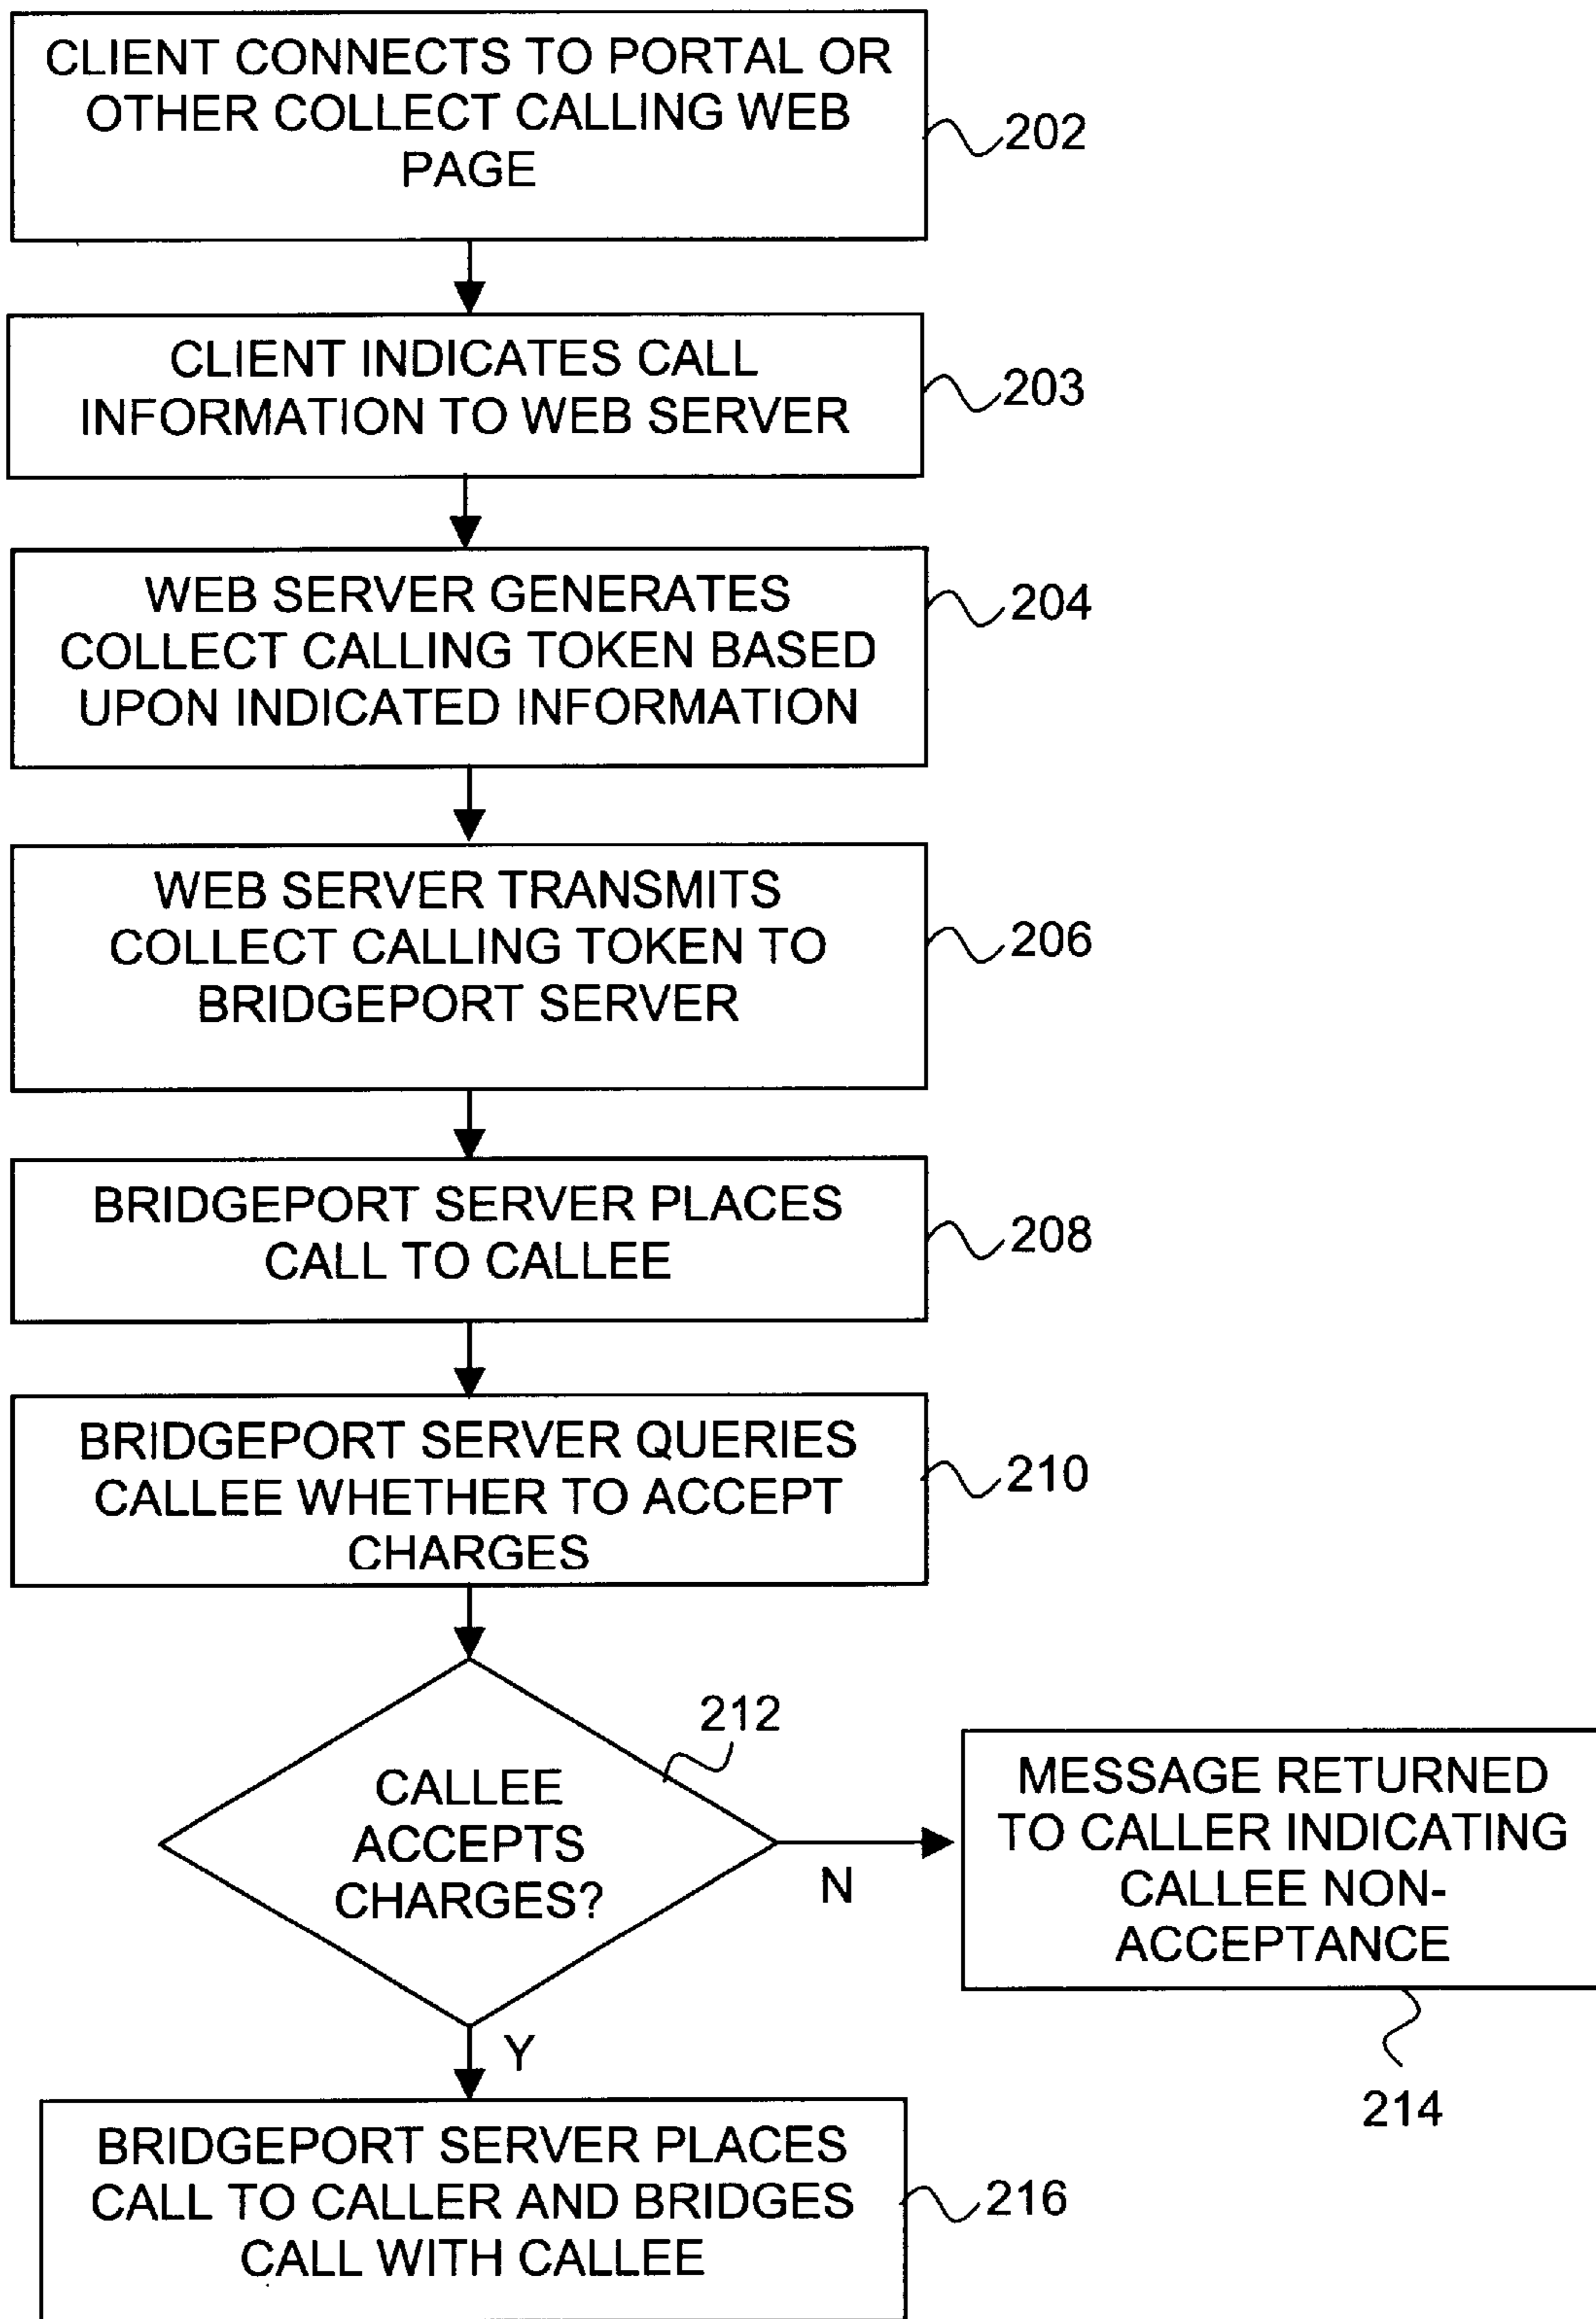 CLIENT CONNECTS TO PORTAL OR
OTHER COLLECT CALLING WEB
PAGE
202
CLIENT INDICATES CALL
INFORMATION TO WEB SERVER
203
WEB SERVER GENERATES
COLLECT CALLING TOKEN BASED
UPON INDICATED INFORMATION
204
WEB SERVER TRANSMITS
COLLECT CALLING TOKEN TO
BRIDGEPORT SERVER
206
BRIDGEPORT SERVER PLACES
CALL TO CALLEE
208
BRIDGEPORT SERVER QUERIES
CALLEE WHETHER TO ACCEPT
CHARGES
210
CALLEE
ACCEPTS
CHARGES?
212
N
MESSAGE RETURNED
TO CALLER INDICATING
CALLEE NON-
ACCEPTANCE
214
Y
BRIDGEPORT SERVER PLACES
CALL TO CALLER AND BRIDGES
CALL WITH CALLEE
216